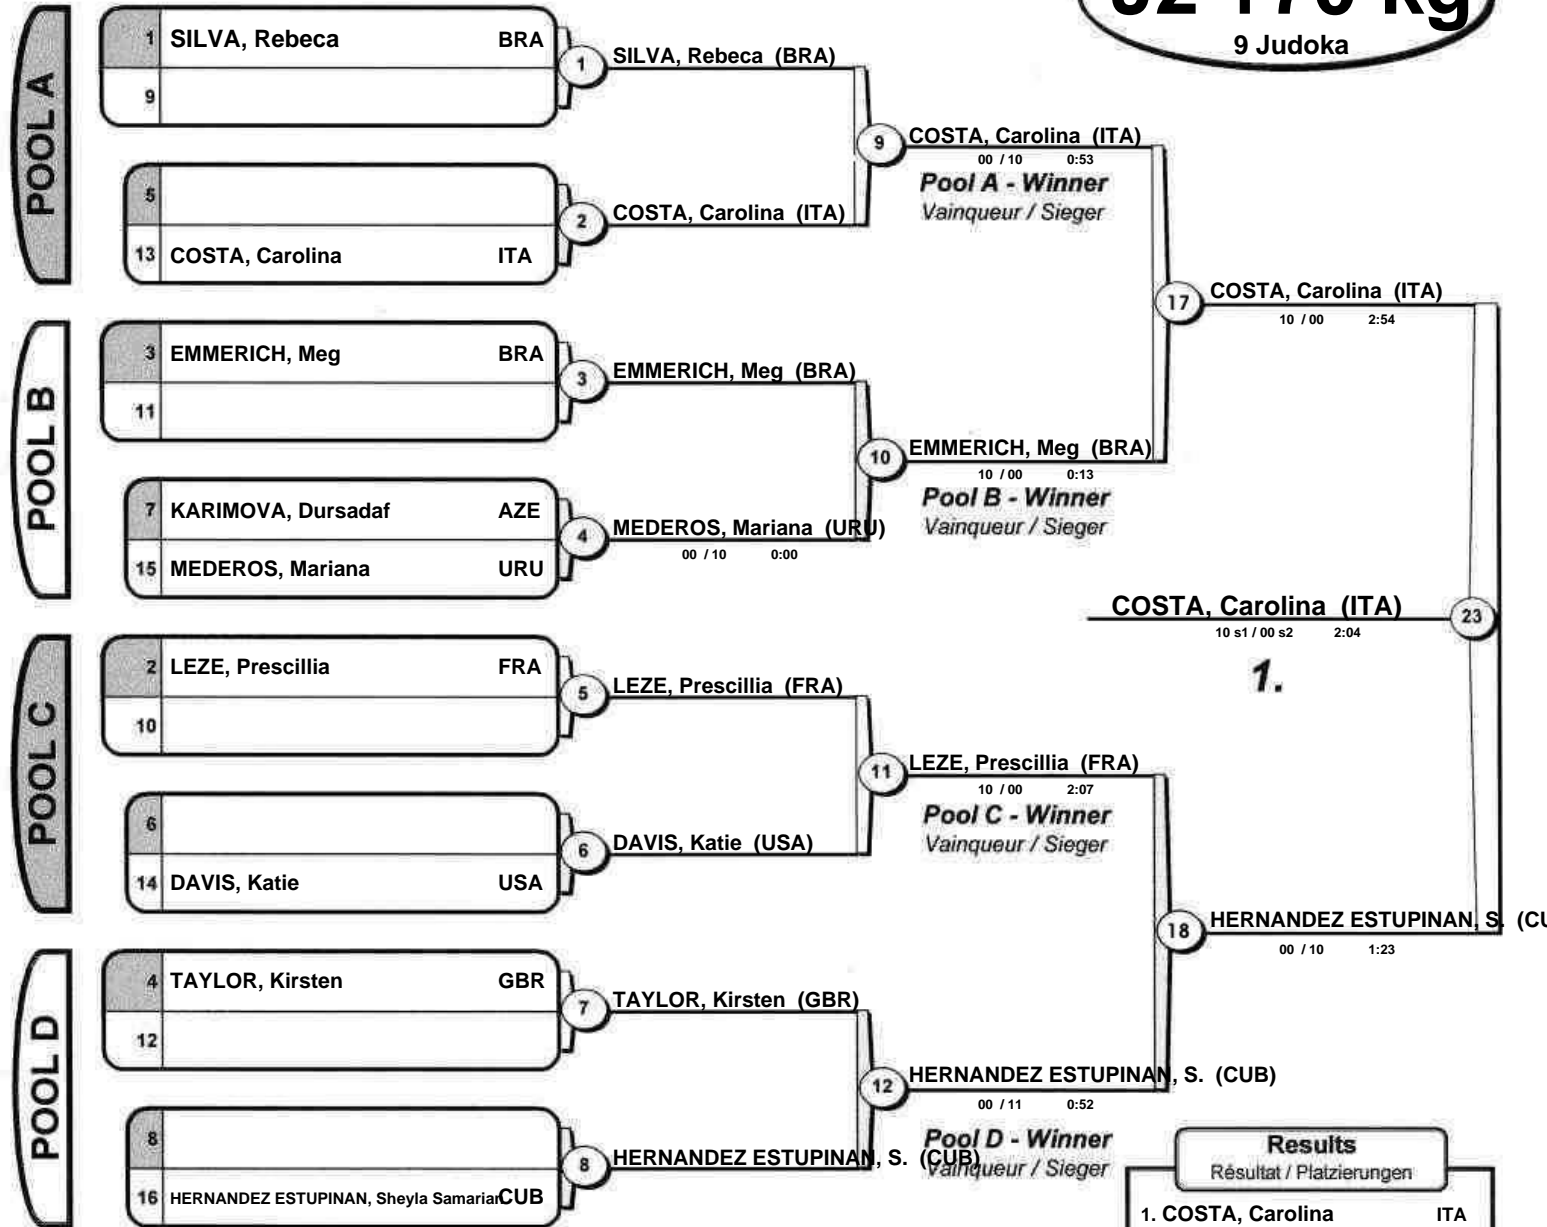 9 Judoka
POOL A
1 SILVA, Rebeca BRA
9
1
SILVA, Rebeca (BRA)
5
13 COSTA, Carolina ITA
2
COSTA, Carolina (ITA)
9
COSTA, Carolina (ITA)
00 / 10 0:53
Pool A - Winner
Vainqueur / Sieger
POOL B
3 EMMERICH, Meg BRA
11
3
EMMERICH, Meg (BRA)
7 KARIMOVA, Dursadaf AZE
15 MEDEROS, Mariana URU
4
MEDEROS, Mariana (URU)
00 / 10 0:00
10
EMMERICH, Meg (BRA)
10 / 00 0:13
Pool B - Winner
Vainqueur / Sieger
17
COSTA, Carolina (ITA)
10 / 00 2:54
POOL C
2 LEZE, Prescillia FRA
10
5
LEZE, Prescillia (FRA)
6
14 DAVIS, Katie USA
6
DAVIS, Katie (USA)
11
LEZE, Prescillia (FRA)
10 / 00 2:07
Pool C - Winner
Vainqueur / Sieger
POOL D
4 TAYLOR, Kirsten GBR
12
7
TAYLOR, Kirsten (GBR)
8
16 HERNANDEZ ESTUPINAN, Sheyla Samarian CUB
8
HERNANDEZ ESTUPINAN, S. (CUB)
12
HERNANDEZ ESTUPINAN, S. (CUB)
00 / 11 0:52
Pool D - Winner
Vainqueur / Sieger
18
HERNANDEZ ESTUPINAN, S. (CU
00 / 10 1:23
23
COSTA, Carolina (ITA)
10 s1 / 00 s2 2:04
1.
Results
Résultat / Platzierungen
1. COSTA, Carolina ITA